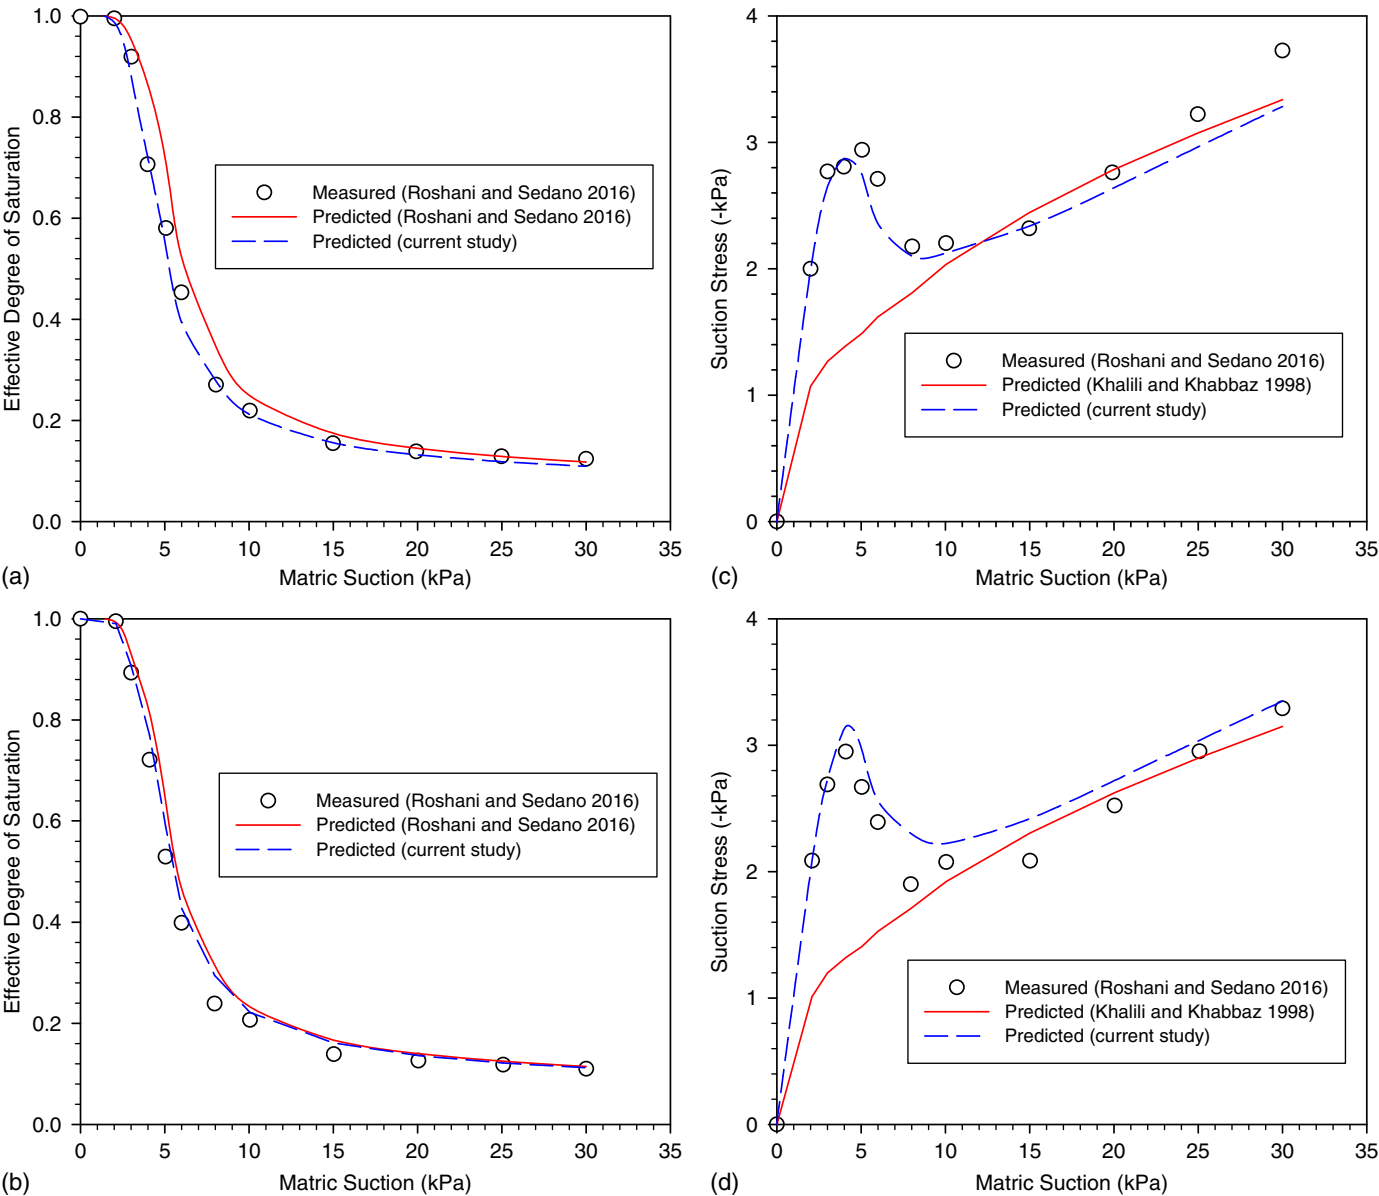 1.0
0.8
0.6
0.4
0.2
0.0
Effective Degree of Saturation
Measured (Roshani and Sedano 2016)
Predicted (Roshani and Sedano 2016)
Predicted (current study)
0 5 10 15 20 25 30 35
(a)
Matric Suction (kPa)
4
3
2
1
0
Suction Stress (-kPa)
Measured (Roshani and Sedano 2016)
Predicted (Khalili and Khabbaz 1998)
Predicted (current study)
0 5 10 15 20 25 30 35
(c)
Matric Suction (kPa)
1.0
0.8
0.6
0.4
0.2
0.0
Effective Degree of Saturation
Measured (Roshani and Sedano 2016)
Predicted (Roshani and Sedano 2016)
Predicted (current study)
0 5 10 15 20 25 30 35
(b)
Matric Suction (kPa)
4
3
2
1
0
Suction Stress (-kPa)
Measured (Roshani and Sedano 2016)
Predicted (Khalili and Khabbaz 1998)
Predicted (current study)
0 5 10 15 20 25 30 35
(d)
Matric Suction (kPa)